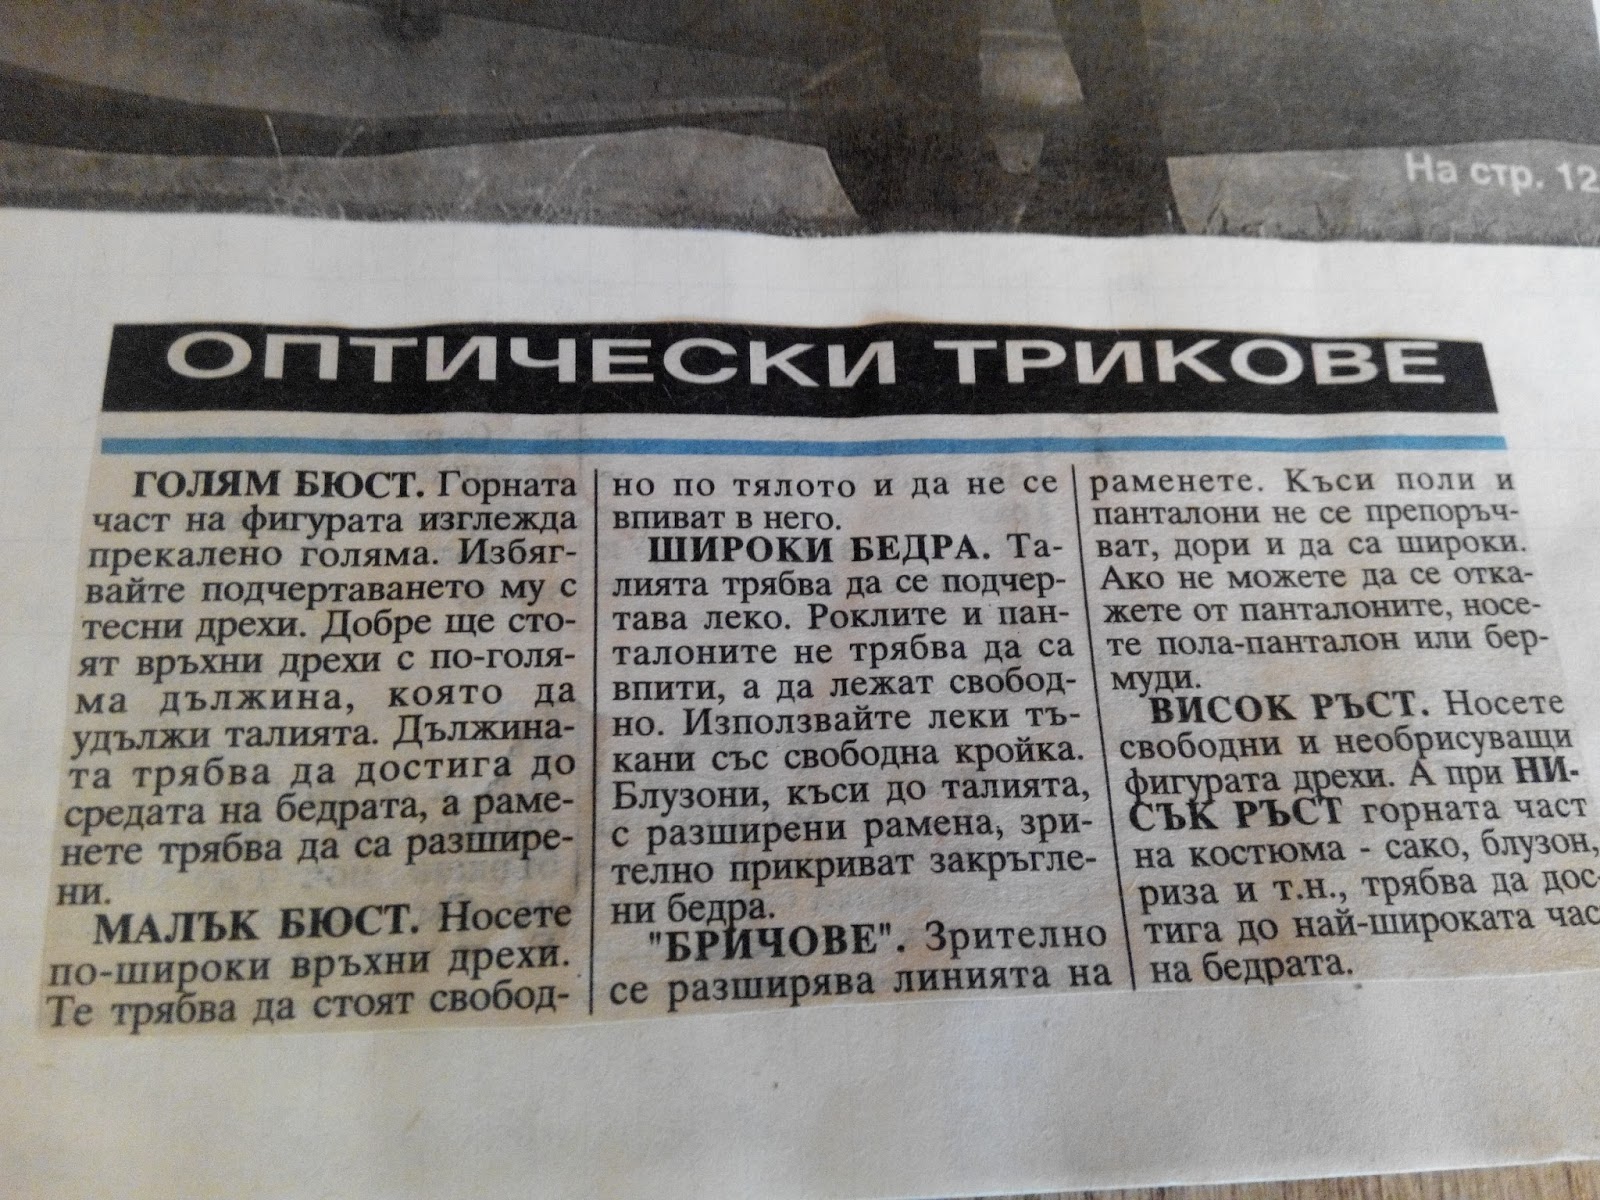 На стр. 12
ОПТИЧЕСКИ ТРИКОВЕ
ГОЛЯМ БЮСТ. Горната
част на фигурата изглежда
прекалено голяма. Избяг-
вайте подчертаването му с
тесни дрехи. Добре ще сто-
ят връхни дрехи с по-голя-
ма дължина, която да
удължи талията. Дължина-
та трябва да достига до
средата на бедрата, а раме-
нете трябва да са разшире-
ни.
МАЛЪК БЮСТ. Носете
по-широки връхни дрехи.
Те трябва да стоят свобод-
но по тялото и да не се
впиват в него.
ШИРОКИ БЕДРА. Та-
лията трябва да се подчер-
тава леко. Роклите и пан-
талоните не трябва да са
впити, а да лежат свобод-
но. Използвайте леки тъ-
кани със свободна кройка.
Блузони, къси до талията,
с разширени рамена, зри-
телно прикриват закръгле-
ни бедра.
"БРИЧОВЕ". Зрително
се разширява линията на
раменете. Къси поли и
панталони не се препоръч-
ват, дори и да са широки.
Ако не можете да се отка-
жете от панталоните, носе-
те пола-панталон или бер-
муди.
ВИСОК РЪСТ. Носете
свободни и необрисуващи
фигурата дрехи. А при НИ-
СЪК РЪСТ горната част
на костюма - сако, блузон,
риза и т.н., трябва да дос-
тига до най-широката час
на бедрата.